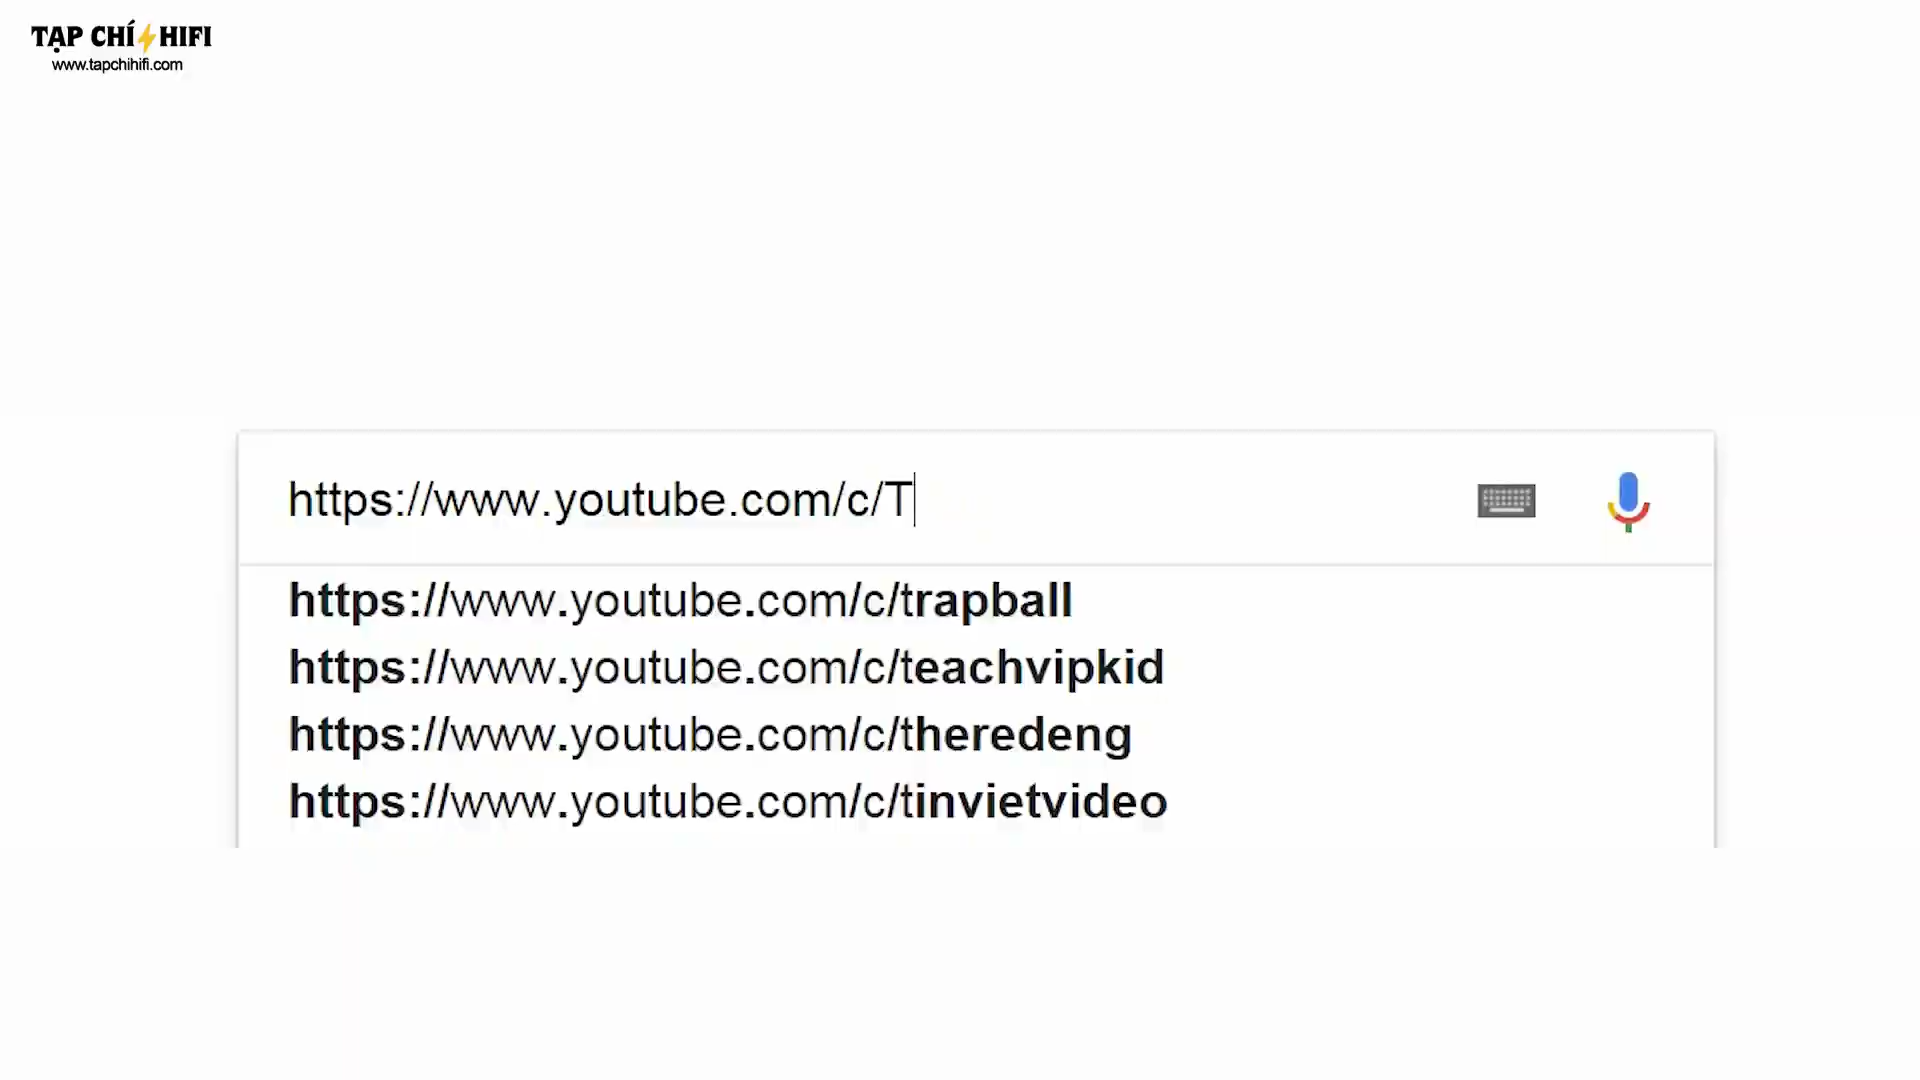 TẠP CHÍ HIFI
www.tapchihifi.com
https://www.youtube.com/c/T
https://www.youtube.com/c/trapball
https://www.youtube.com/c/teachvipkid
https://www.youtube.com/c/theredeng
https://www.youtube.com/c/tinvietvideo